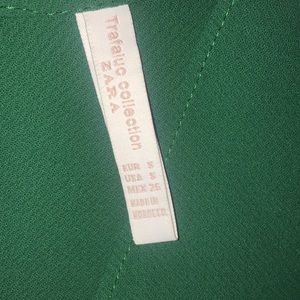 Trafaluc collection
ZARA
EUR S
USA S
MEX 26
MADE IN
MOROCCO